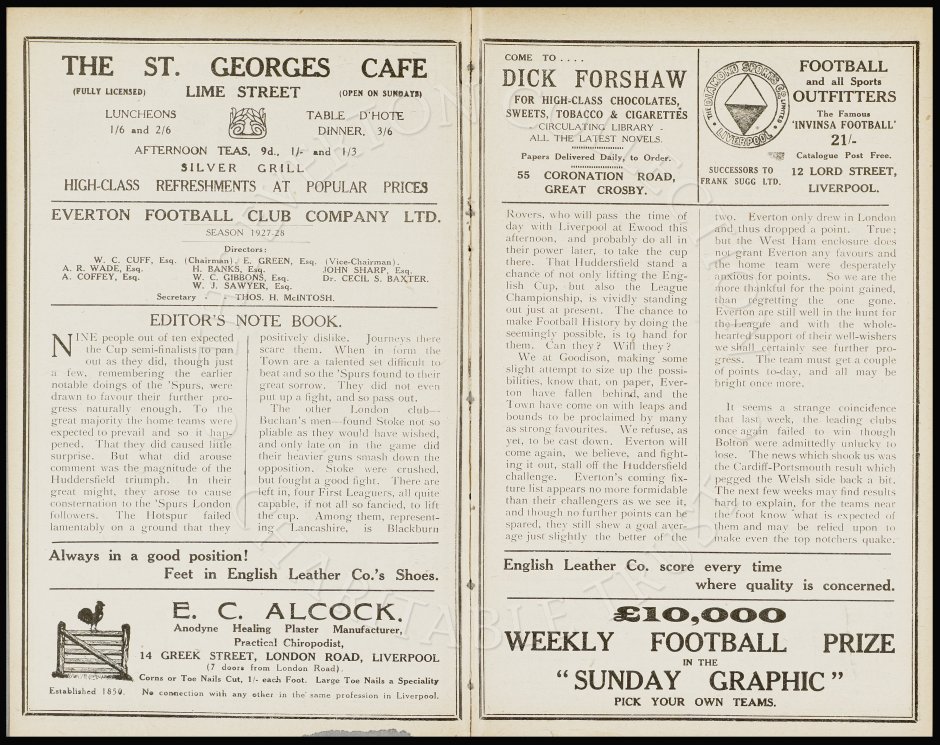 THE ST. GEORGES CAFE
(FULLY LICENSED) LIME STREET (OPEN ON SUNDAYS)
LUNCHEONS
1/6 and 2/6
TABLE D'HOTE
DINNER, 3/6
AFTERNOON TEAS, 9d., 1/- and 1/3
SILVER GRILL
HIGH-CLASS REFRESHMENTS AT POPULAR PRICES
EVERTON FOOTBALL CLUB COMPANY LTD.
SEASON 1927-28
Directors:
W. C. CUFF, Esq. (Chairman). E. GREEN, Esq. (Vice-Chairman).
A. R. WADE, Esq. H. BANKS, Esq. JOHN SHARP, Esq.
A. COFFEY, Esq. W. C. GIBBONS, Esq. Dr. CECIL S. BAXTER.
W. J. SAWYER, Esq.
Secretary - THOS. H. McINTOSH.
EDITOR'S NOTE BOOK.
NINE people out of ten expected
the Cup semi-finalists to pan
out as they did, though just
a few, remembering the earlier
notable doings of the 'Spurs, were
drawn to favour their further pro-
gress naturally enough. To the
great majority the home teams were
expected to prevail and so it hap-
pened. That they did caused little
surprise. But what did arouse
comment was the magnitude of the
Huddersfield triumph. In their
great might, they arose to cause
consternation to the 'Spurs London
followers. The Hotspur failed
lamentably on a ground that they
positively dislike. Journeys there
scare them. When in form the
Town are a talented set difficult to
beat and so the 'Spurs found to their
great sorrow. They did not even
put up a fight, and so pass out.
The other London club—
Buchan's men—found Stoke not so
pliable as they would have wished,
and only late on in the game did
their heavier guns smash down the
opposition. Stoke were crushed,
but fought a good fight. There are
left in, four First Leaguers, all quite
capable, if not all so fancied, to lift
the cup. Among them, represent-
ing Lancashire, is Blackburn
Always in a good position!
Feet in English Leather Co.'s Shoes.
E. C. ALCOCK.
Anodyne Healing Plaster Manufacturer,
Practical Chiropodist,
14 GREEK STREET, LONDON ROAD, LIVERPOOL
(7 doors from London Road).
Corns or Toe Nails Cut, 1/- each Foot. Large Toe Nails a Speciality
Established 1850. No connection with any other in the same profession in Liverpool.
COME TO ....
DICK FORSHAW
FOR HIGH-CLASS CHOCOLATES,
SWEETS, TOBACCO & CIGARETTES
CIRCULATING LIBRARY -
ALL THE LATEST NOVELS.
Papers Delivered Daily, to Order.
55 CORONATION ROAD,
GREAT CROSBY.
THE DIAMOND SPORTS LIMITED
LIVERPOOL
SUCCESSORS TO
FRANK SUGG LTD.
FOOTBALL
and all Sports
OUTFITTERS
The Famous
'INVINSA FOOTBALL'
21/-
Catalogue Post Free.
12 LORD STREET,
LIVERPOOL.
Rovers, who will pass the time of
day with Liverpool at Ewood this
afternoon, and probably do all in
their power later, to take the cup
there. That Huddersfield stand a
chance of not only lifting the Eng-
lish Cup, but also the League
Championship, is vividly standing
out just at present. The chance to
make Football History by doing the
seemingly possible, is to hand for
them. Can they? Will they?
We at Goodison, making some
slight attempt to size up the possi-
bilities, know that, on paper, Ever-
ton have fallen behind, and the
Town have come on with leaps and
bounds to be proclaimed by many
as strong favourites. We refuse, as
yet, to be cast down. Everton will
come again, we believe, and fight-
ing it out, stall off the Huddersfield
challenge. Everton's coming fix-
ture list appears no more formidable
than their challengers as we see it,
and though no further points can be
spared, they still shew a goal aver-
age just slightly the better of the
two. Everton only drew in London
and thus dropped a point. True;
but the West Ham enclosure does
not grant Everton any favours and
the home team were desperately
anxious for points. So we are the
more thankful for the point gained,
than regretting the one gone.
Everton are still well in the hunt for
the League and with the whole-
hearted support of their well-wishers
we shall certainly see further pro-
gress. The team must get a couple
of points to-day, and all may be
bright once more.
It seems a strange coincidence
that last week, the leading clubs
once again failed to win though
Bolton were admittedly unlucky to
lose. The news which shook us was
the Cardiff-Portsmouth result which
pegged the Welsh side back a bit.
The next few weeks may find results
hard to explain, for the teams near
the foot know what is expected of
them and may be relied upon to
make even the top notchers quake.
English Leather Co. score every time
where quality is concerned.
£10,000
WEEKLY FOOTBALL PRIZE
IN THE
"SUNDAY GRAPHIC"
PICK YOUR OWN TEAMS.